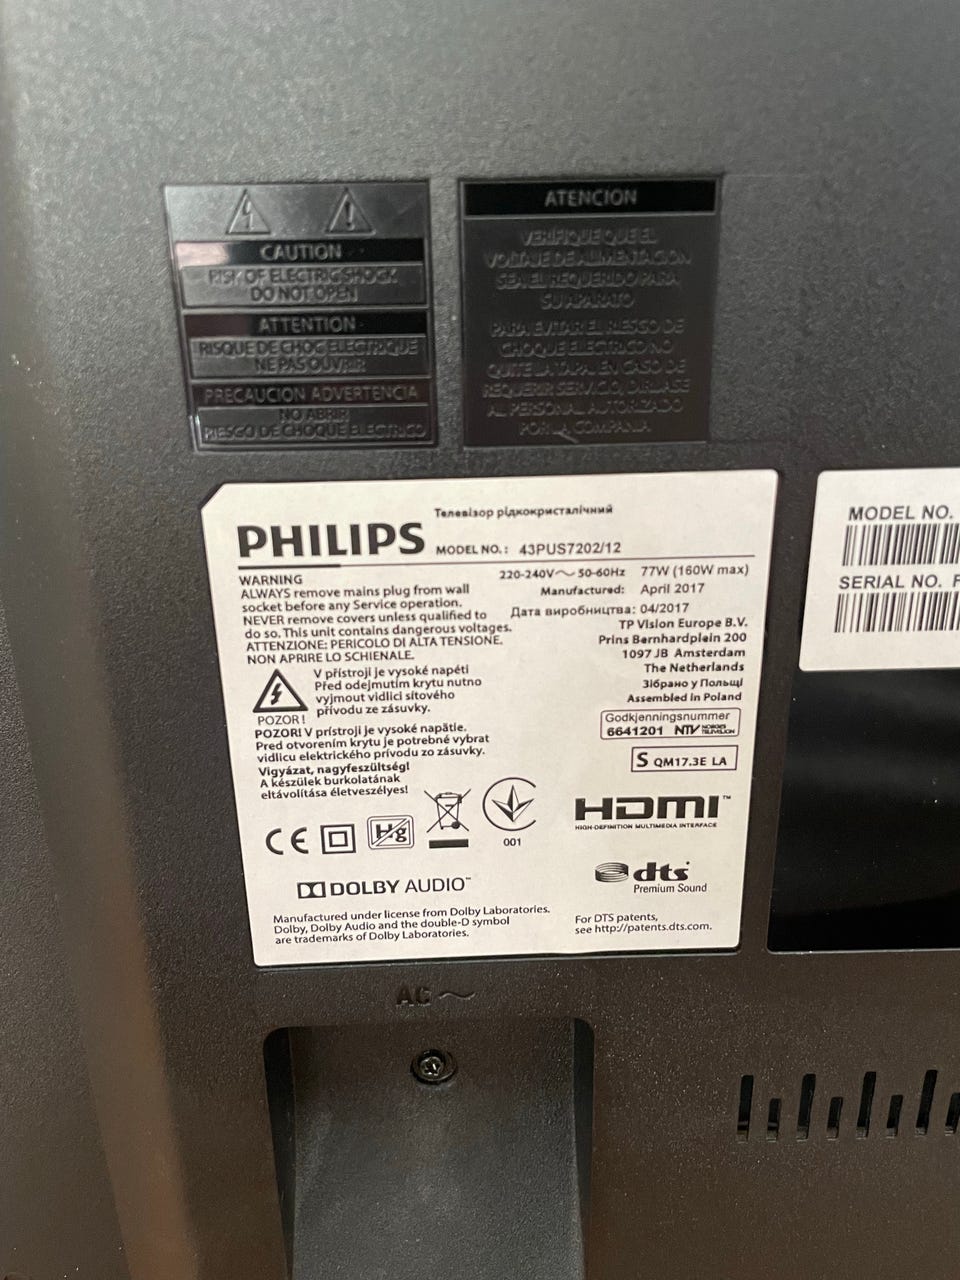 CAUTION
RISK OF ELECTRIC SHOCK
DO NOT OPEN
ATTENTION
RISQUE DE CHOC ELECTRIQUE
NE PAS OUVRIR
PRECAUCION ADVERTENCIA
NO ABRIR
RIESGO DE CHOQUE ELECTRICO
ATENCION
VERIFIQUE QUE EL
VOLTAJE DE ALIMENTACION
SEA EL REQUERIDO PARA
SU APARATO
PARA EVITAR EL RIESGO DE
CHOQUE ELECTRICO NO
QUITE LA TAPA. EN CASO DE
REQUERIR SERVICIO, DIRIJASE
AL PERSONAL AUTORIZADO
POR LA COMPANIA
Телевізор рідкокристалічний
PHILIPS MODEL NO.: 43PUS7202/12
220-240V~ 50-60Hz 77W (160W max)
Manufactured: April 2017
Дата виробництва: 04/2017
TP Vision Europe B.V.
Prins Bernhardplein 200
1097 JB Amsterdam
The Netherlands
Зібрано у Польщі
Assembled in Poland
Godkjenningsnummer
6641201 NTV NORGES TELEVISJON
S QM17.3E LA
WARNING
ALWAYS remove mains plug from wall
socket before any Service operation.
NEVER remove covers unless qualified to
do so. This unit contains dangerous voltages.
ATTENZIONE: PERICOLO DI ALTA TENSIONE.
NON APRIRE LO SCHIENALE.
V přístroji je vysoké napětí
Před odejmutím krytu nutno
vyjmout vidlici síťového
přívodu ze zásuvky.
POZOR!
POZOR! V prístroji je vysoké napätie.
Pred otvorením krytu je potrebné vybrat
vidlicu elektrického prívodu zo zásuvky.
Vigyázat, nagyfeszültség!
A készülek burkolatának
eltávolítása életveszélyes!
CE Hg
001
HDMI™
HIGH-DEFINITION MULTIMEDIA INTERFACE
DOLBY AUDIO™
dts
Premium Sound
Manufactured under license from Dolby Laboratories.
Dolby, Dolby Audio and the double-D symbol
are trademarks of Dolby Laboratories.
For DTS patents,
see http://patents.dts.com.
MODEL NO.
SERIAL NO. F
AC ~